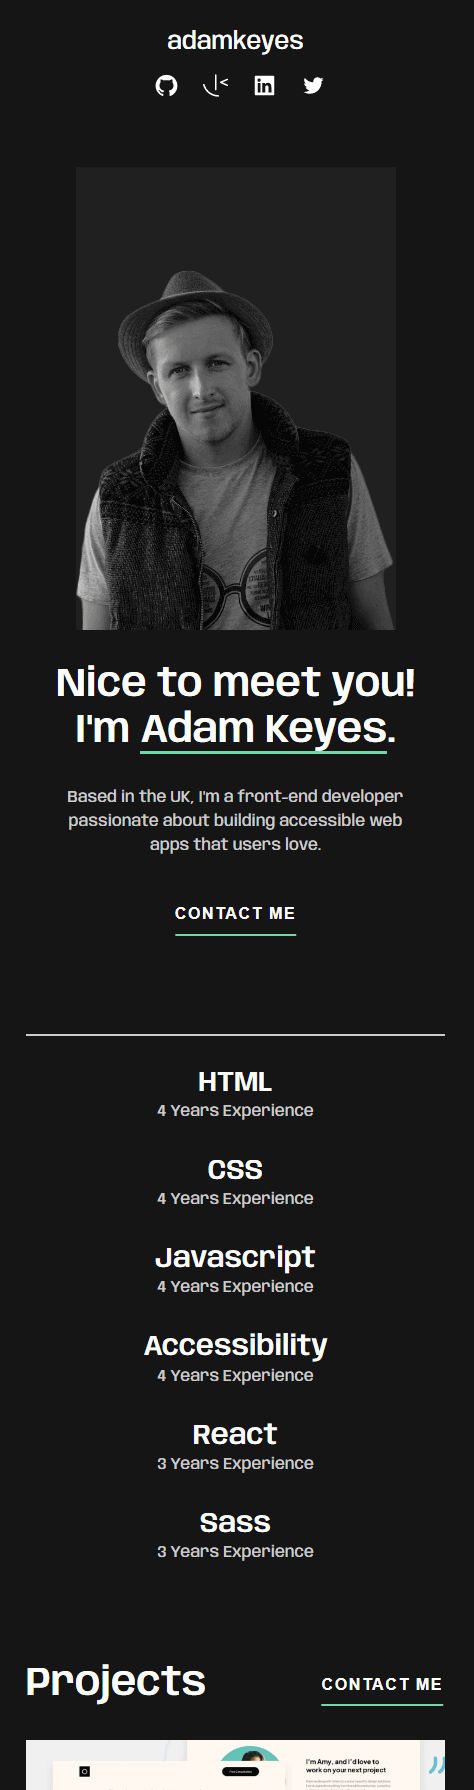 adamkeyes
Nice to meet you!
I'm Adam Keyes.
Based in the UK, I'm a front-end developer
passionate about building accessible web
apps that users love.
CONTACT ME
HTML
4 Years Experience
CSS
4 Years Experience
Javascript
4 Years Experience
Accessibility
4 Years Experience
React
3 Years Experience
Sass
3 Years Experience
Projects
CONTACT ME
I'm Amy, and I'd love to
work on your next project